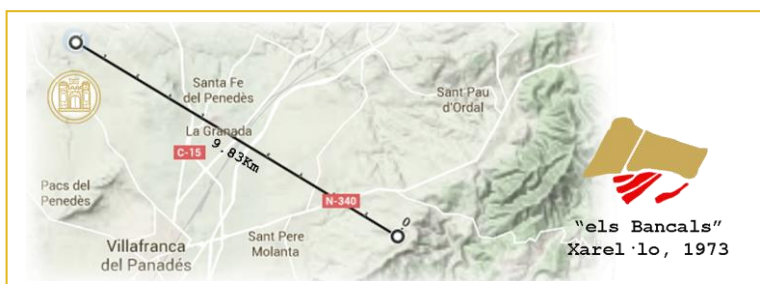 Santa Fe
del Penedès
Sant Pau
d'Ordal
La Granada
C-15
9.83Km
Pacs del
Penedès
N-340
0
Villafranca
del Panadés
Sant Pere
Molanta
“els Bancals”
Xarel·lo, 1973